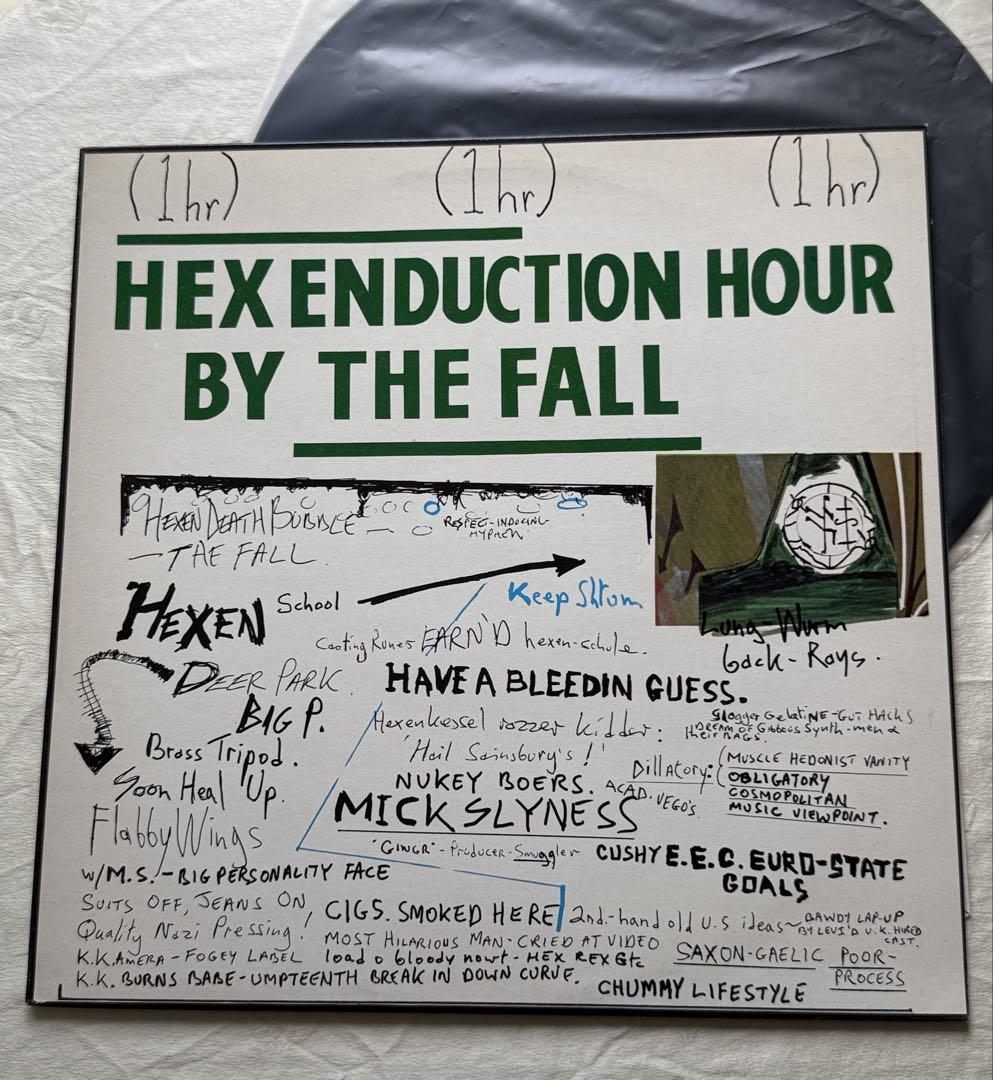 (1hr) (1hr) (1hr)
HEX ENDUCTION HOUR
BY THE FALL
HEXEN DEATH BUBBLE —
RESPECT-INDUCING
HYPHEN
— THE FALL.
HEXEN School
Keep Shtum
Casting Runes EARN'D hexen-schule.
Lung-Wurm
back-Rays.
DEER PARK.
HAVE A BLEEDIN GUESS.
BIG P.
Hexenkessel rozzer kidder:
Slogger Gelatine-Gut Hacks
DREAM OF Gibbous Synth-men &
their BAGS.
Brass Tripod.
'Hail Sainsbury's!'
Dillatory:
MUSCLE HEDONIST VANITY
OBLIGATORY
COSMOPOLITAN
MUSIC VIEWPOINT.
Soon Heal Up.
NUKEY BOERS.
ACAD. VEGO'S.
MICK SLYNESS
Flabby Wings
-Producer-Smuggler
CUSHY E.E.C. EURO-STATE
GOALS
W/M.S.-BIG PERSONALITY FACE
SUITS OFF, JEANS ON,
CIGS. SMOKED HERE
2nd.-hand old U.S. ideas~
BAWDY LAP-UP
BY LEVI'D U.K. HIRED
CAST.
Quality Nazi Pressing!
MOST HILARIOUS MAN-CRIED AT VIDEO
K.K.AMERA-FOGEY LABEL
load o bloody nowt-HEX REX Etc
SAXON-GAELIC POOR-
PROCESS
K.K. BURNS BABE-UMPTEENTH BREAK IN DOWN CURVE.
CHUMMY LIFESTYLE